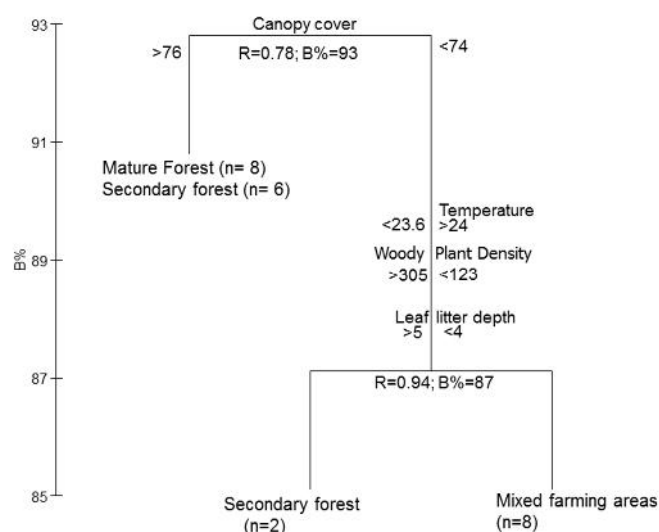 93
Canopy cover
>76
R=0.78; B%=93
<74
91
Mature Forest (n= 8)
Secondary forest (n= 6)
Temperature
<23.6 >24
B%
89
Woody Plant Density
>305 <123
Leaf litter depth
>5 <4
87
R=0.94; B%=87
85
Secondary forest
(n=2)
Mixed farming areas
(n=8)